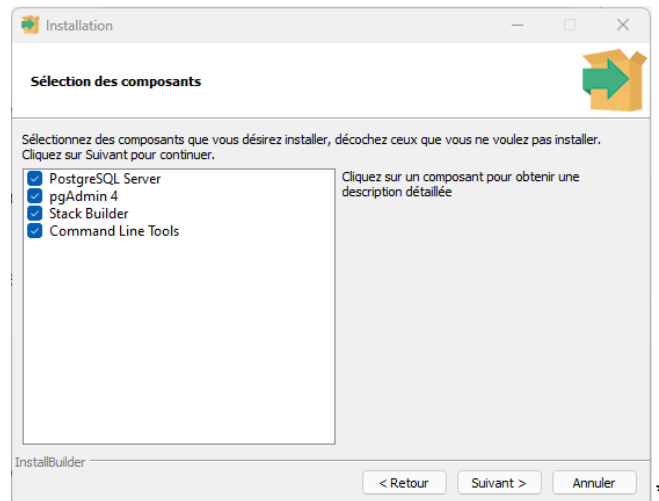 Installation
Sélection des composants
Sélectionnez des composants que vous désirez installer, décochez ceux que vous ne voulez pas installer.
Cliquez sur Suivant pour continuer.
PostgreSQL Server
pgAdmin 4
Stack Builder
Command Line Tools
Cliquez sur un composant pour obtenir une
description détaillée
InstallBuilder
< Retour Suivant > Annuler